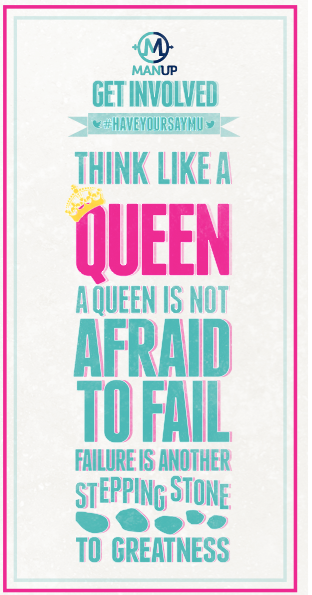 M
MANUP
GET INVOLVED
#HAVEYOURSAYMU
THINK LIKE A
QUEEN
A QUEEN IS NOT
AFRAID
TO FAIL
FAILURE IS ANOTHER
STEPPING STONE
TO GREATNESS